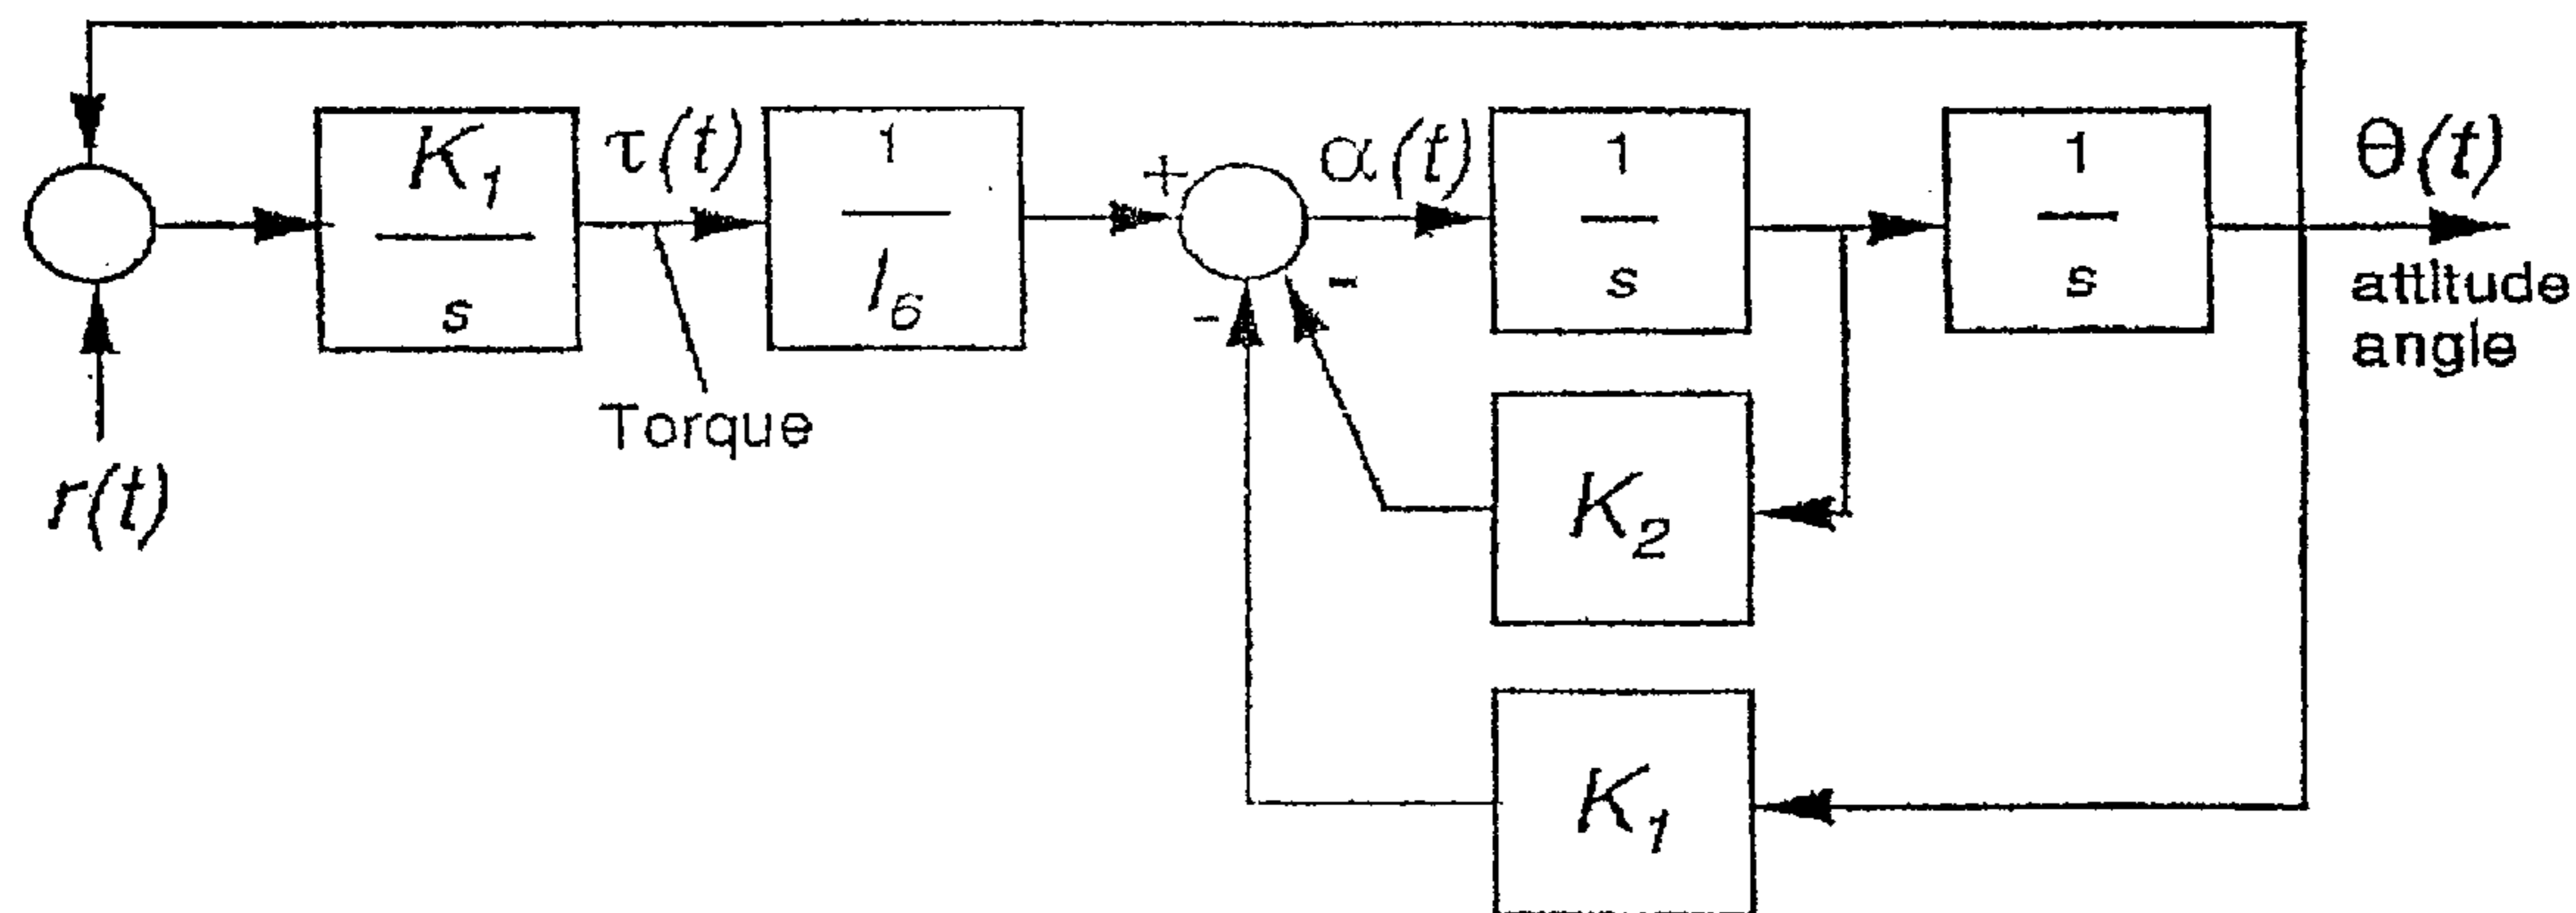 K₁
s
τ(t)
1
I₆
+
α(t)
1
s
1
s
θ(t)
attitude
angle
-
-
Torque
r(t)
K₂
K₁